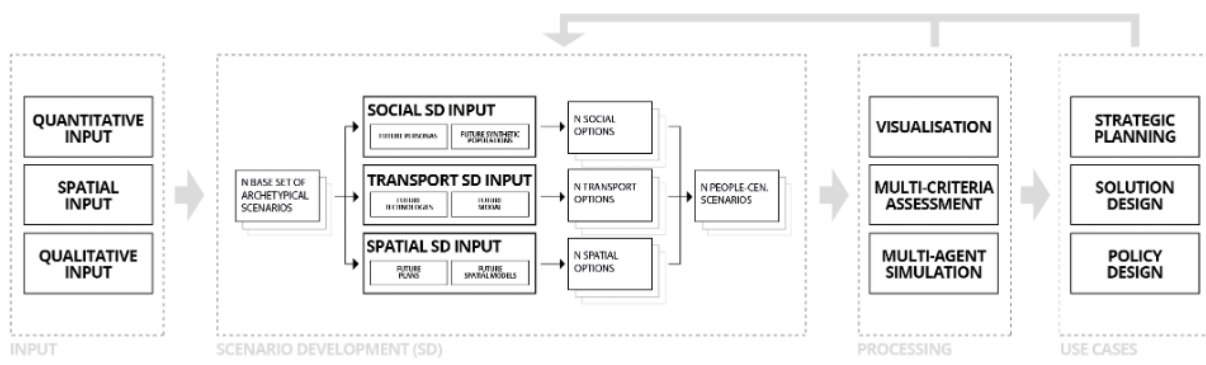 QUANTITATIVE
INPUT
SPATIAL
INPUT
QUALITATIVE
INPUT
INPUT
N BASE SET OF
ARCHETYPICAL
SCENARIOS
SOCIAL SD INPUT
FUTURE PERSONAS
FUTURE SYNTHETIC
POPULATIONS
TRANSPORT SD INPUT
FUTURE
TECHNOLOGIES
FUTURE
MODAL
SPATIAL SD INPUT
FUTURE
PLANS
FUTURE
SPATIAL MODELS
N SOCIAL
OPTIONS
N TRANSPORT
OPTIONS
N SPATIAL
OPTIONS
N PEOPLE-CEN.
SCENARIOS
SCENARIO DEVELOPMENT (SD)
VISUALISATION
MULTI-CRITERIA
ASSESSMENT
MULTI-AGENT
SIMULATION
PROCESSING
STRATEGIC
PLANNING
SOLUTION
DESIGN
POLICY
DESIGN
USE CASES